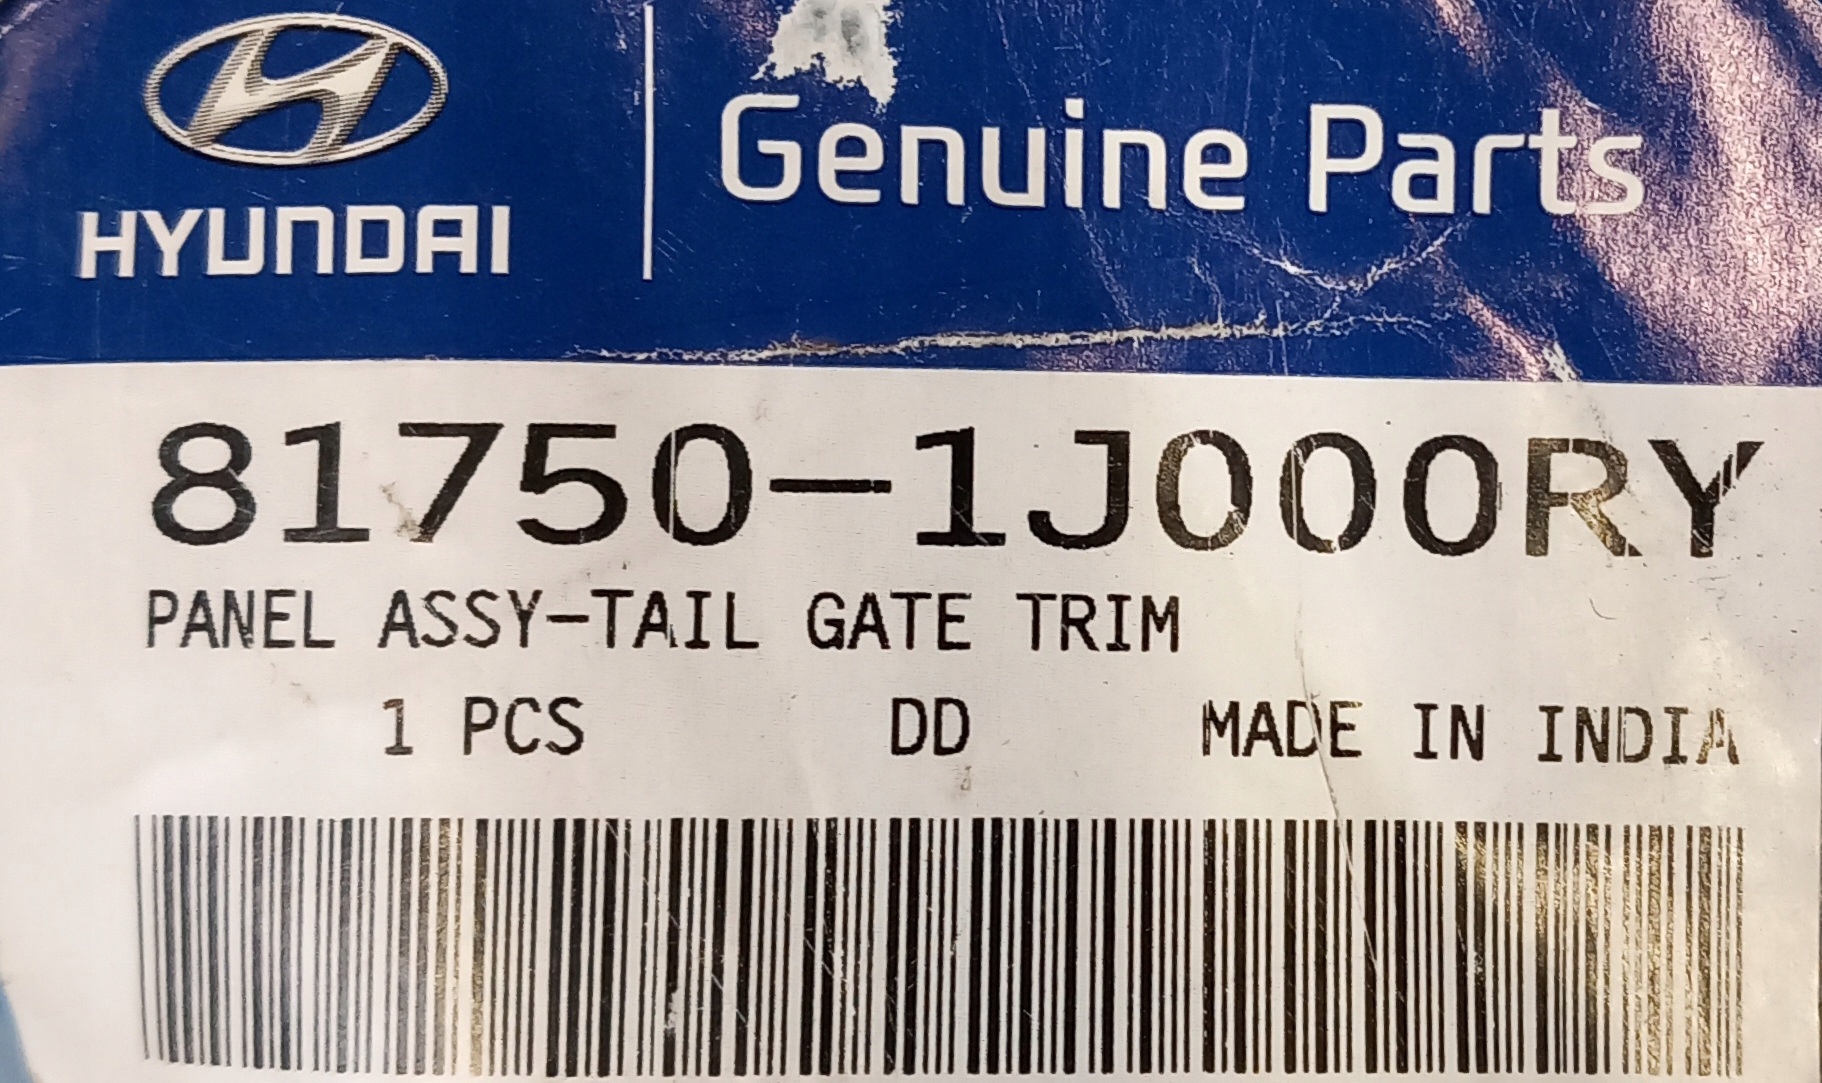 HYUNDAI
Genuine Parts
81750-1J000RY
PANEL ASSY-TAIL GATE TRIM
1 PCS DD MADE IN INDIA